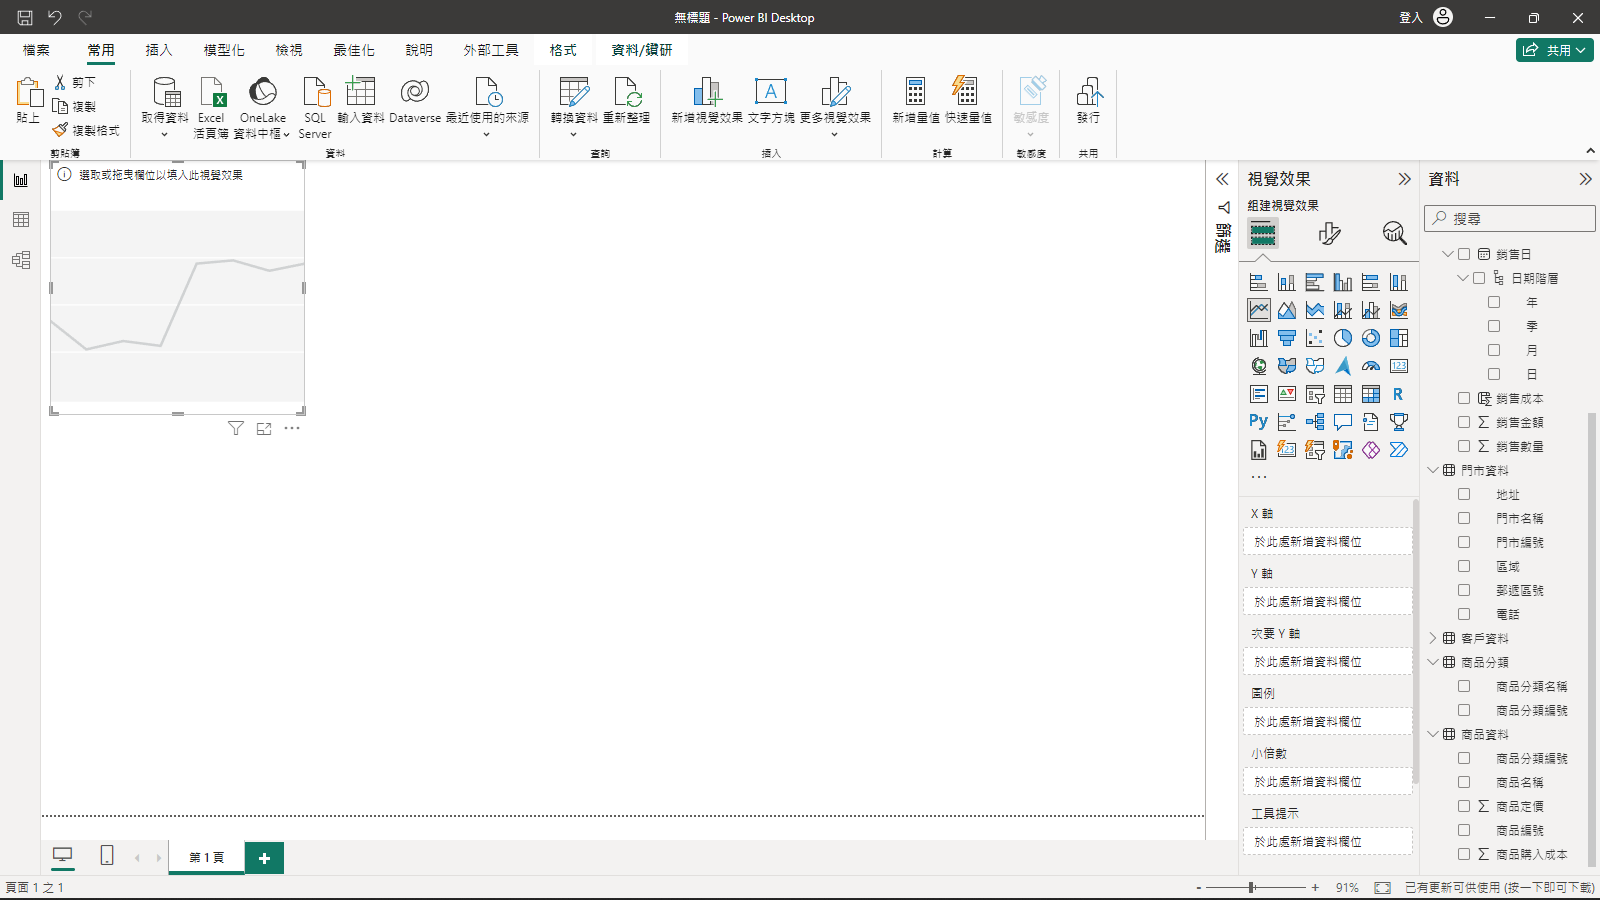 無標題 - Power BI Desktop
登入
檔案 常用 插入 模型化 檢視 最佳化 說明 外部工具 格式 資料/鑽研
共用
貼上
剪下
複製
複製格式
剪貼簿
取得資料
Excel
活頁簿
OneLake
資料中樞
SQL
Server
輸入資料
Dataverse
最近使用的來源
資料
轉換資料
重新整理
查詢
新增視覺效果
文字方塊
更多視覺效果
插入
新增量值
快速量值
計算
敏感度
敏感度
發行
共用
選取或拖曳欄位以填入此視覺效果
篩選
視覺效果
組建視覺效果
123
R
Py
123
X 軸
於此處新增資料欄位
Y 軸
於此處新增資料欄位
次要 Y 軸
於此處新增資料欄位
圖例
於此處新增資料欄位
小倍數
於此處新增資料欄位
工具提示
於此處新增資料欄位
資料
搜尋
銷售日
日期階層
年
季
月
日
銷售成本
銷售金額
銷售數量
門市資料
地址
門市名稱
門市編號
區域
郵遞區號
電話
客戶資料
商品分類
商品分類名稱
商品分類編號
商品資料
商品分類編號
商品名稱
商品定價
商品編號
商品購入成本
第 1 頁
頁面 1 之 1
- + 91%
已有更新可供使用 (按一下即可下載)